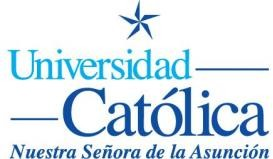 Universidad
Católica
Nuestra Señora de la Asunción